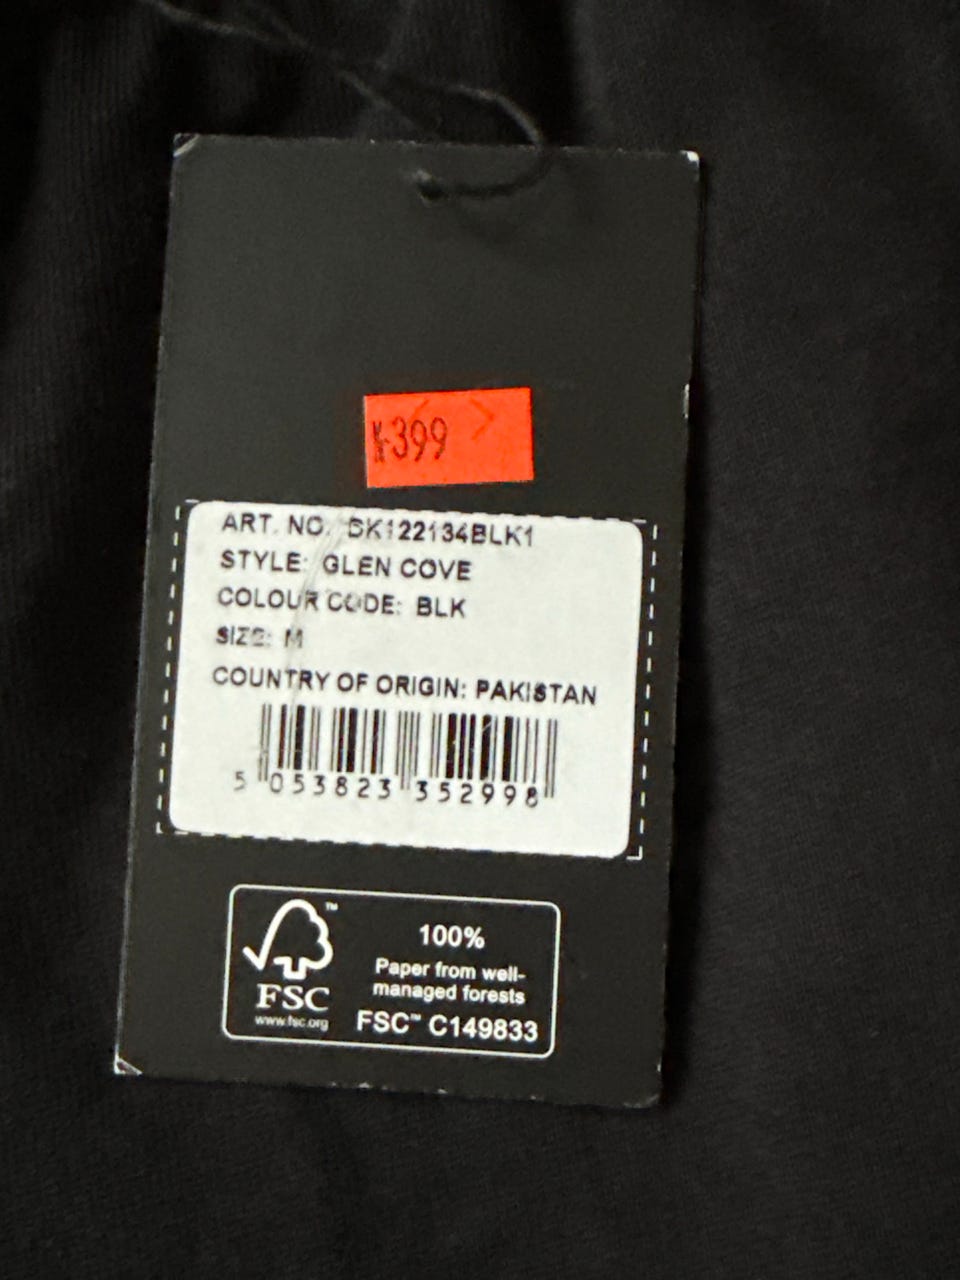 ¥399
ART. NO. SK122134BLK1
STYLE: GLEN COVE
COLOUR CODE: BLK
SIZE: M
COUNTRY OF ORIGIN: PAKISTAN
5 053823 352998
™
FSC
www.fsc.org
100%
Paper from well-
managed forests
FSC™ C149833